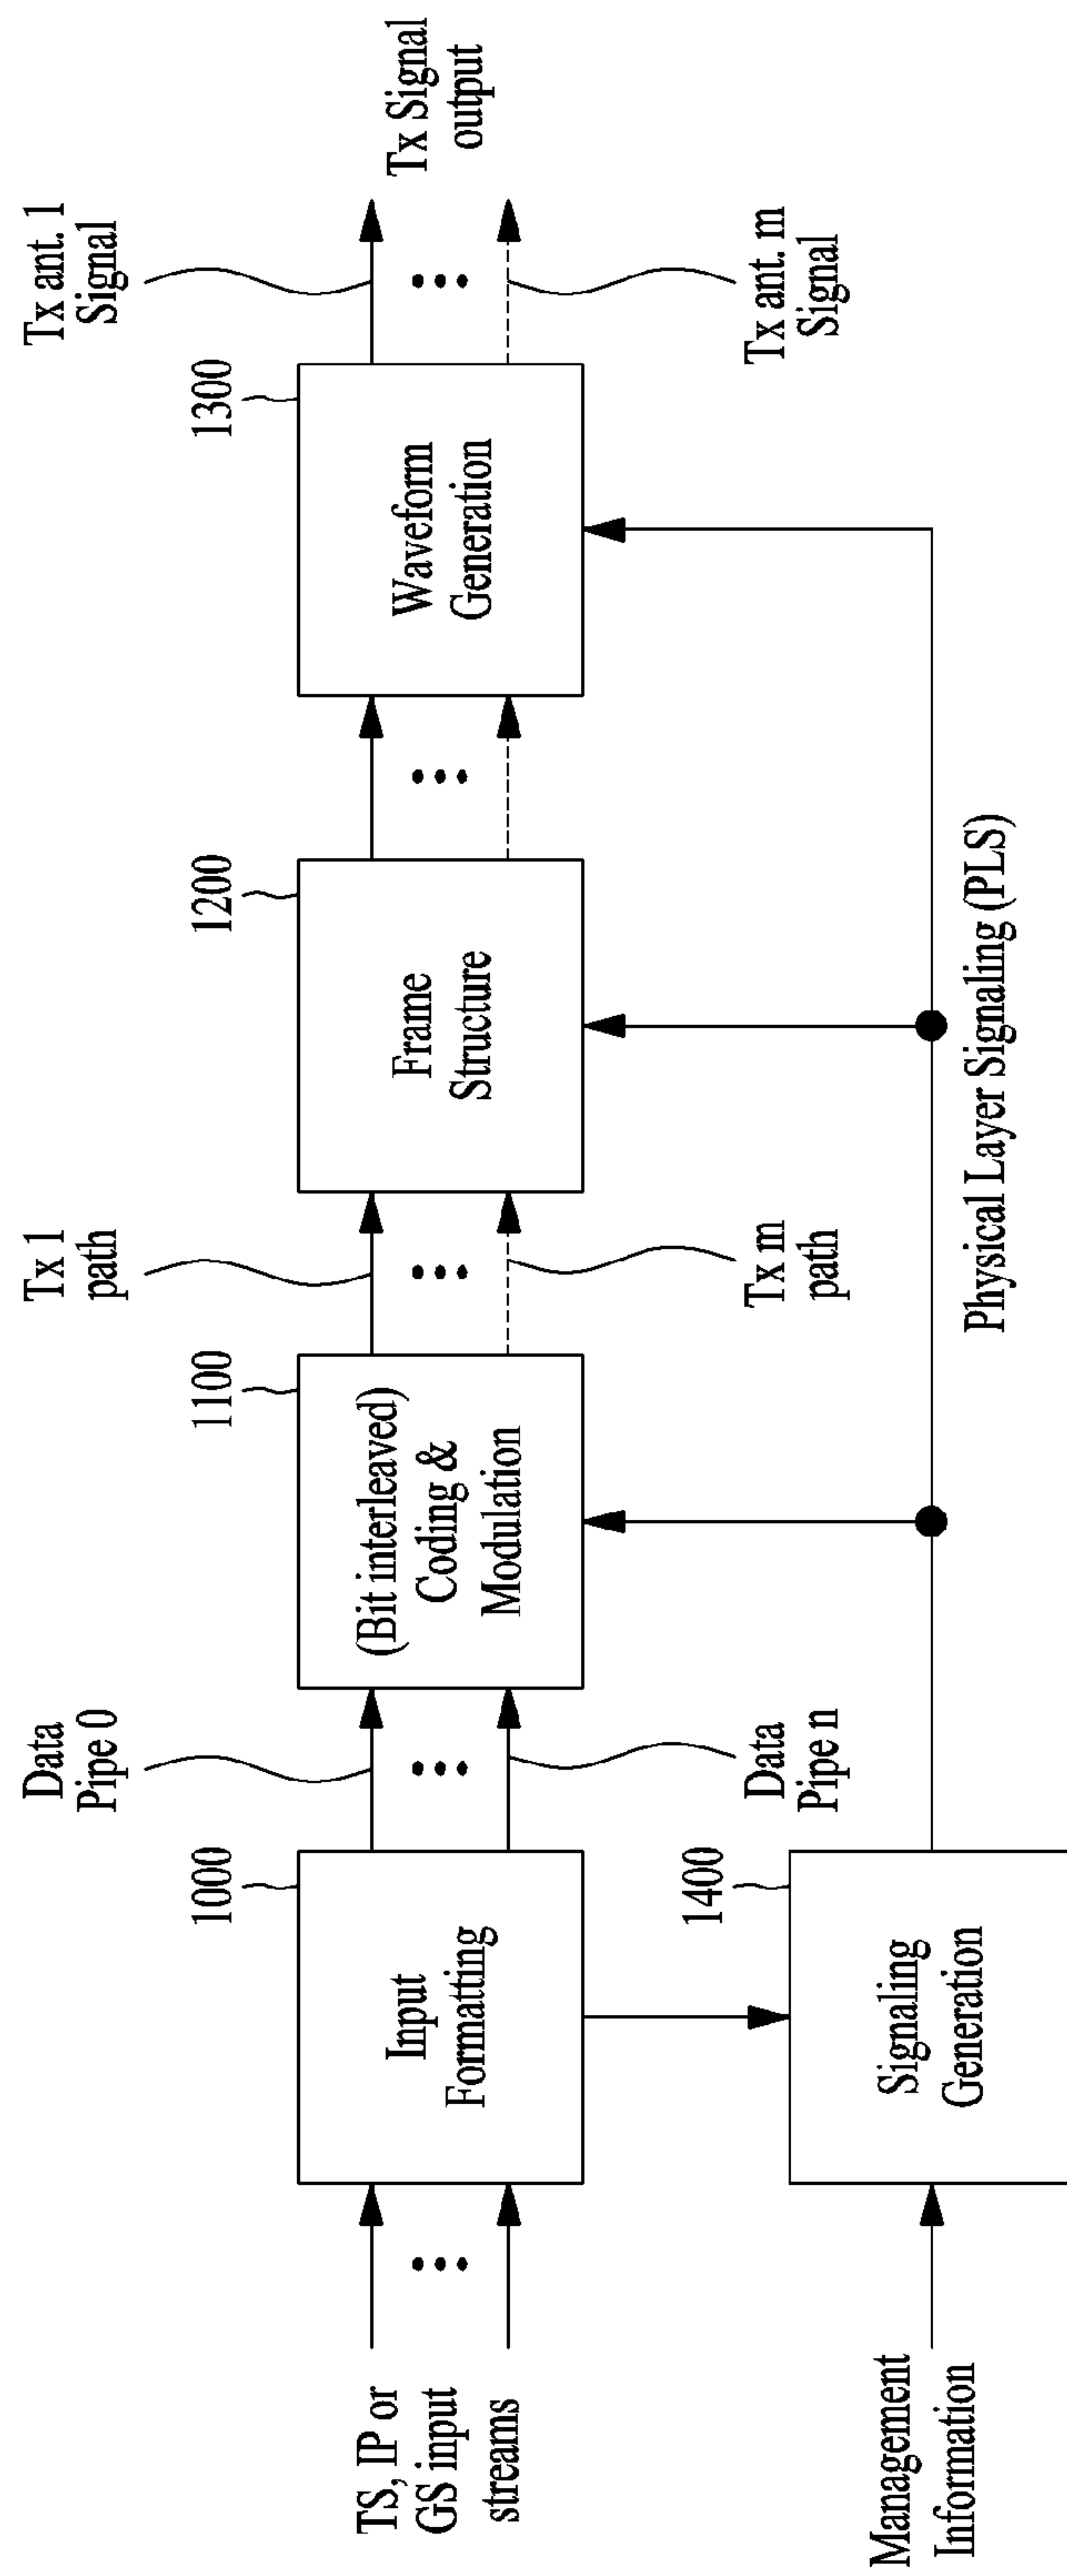 TS, IP or
GS input
streams
1000
Input
Formatting
Data
Pipe 0
Data
Pipe n
1100
(Bit interleaved)
Coding &
Modulation
Tx 1
path
Tx m
path
1200
Frame
Structure
1300
Waveform
Generation
Tx ant. 1
Signal
Tx Signal
output
Tx ant. m
Signal
Management
Information
1400
Signaling
Generation
Physical Layer Signaling (PLS)